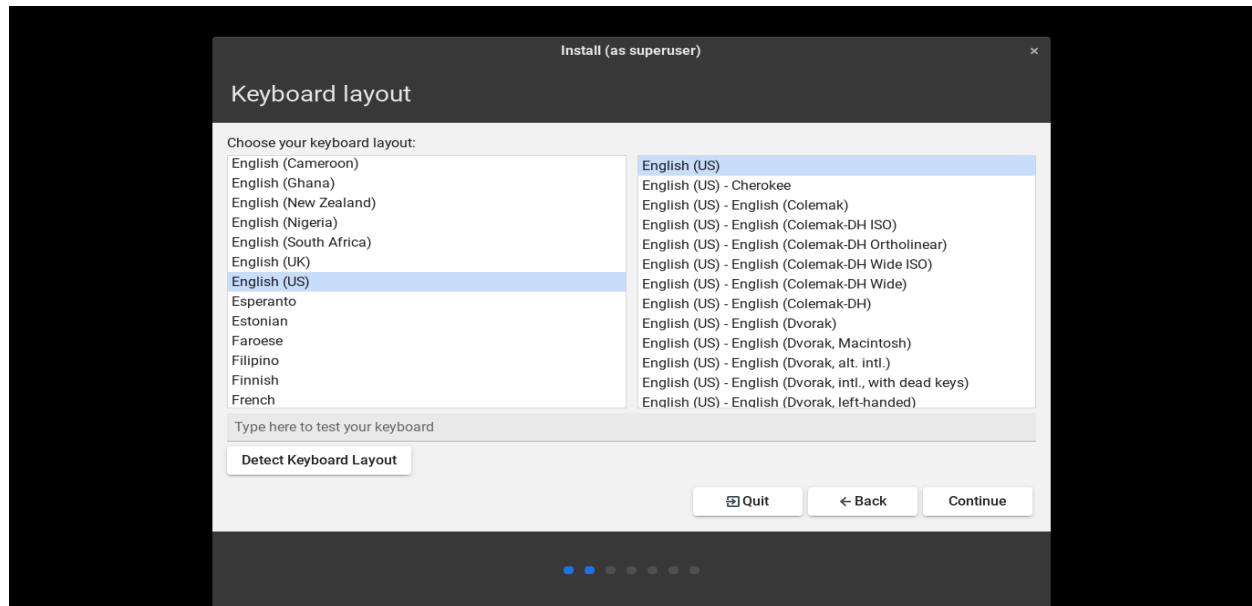 Install (as superuser)
×
Keyboard layout
Choose your keyboard layout:
English (Cameroon)
English (Ghana)
English (New Zealand)
English (Nigeria)
English (South Africa)
English (UK)
English (US)
Esperanto
Estonian
Faroese
Filipino
Finnish
French
English (US)
English (US) - Cherokee
English (US) - English (Colemak)
English (US) - English (Colemak-DH ISO)
English (US) - English (Colemak-DH Ortholinear)
English (US) - English (Colemak-DH Wide ISO)
English (US) - English (Colemak-DH Wide)
English (US) - English (Colemak-DH)
English (US) - English (Dvorak)
English (US) - English (Dvorak, Macintosh)
English (US) - English (Dvorak, alt. intl.)
English (US) - English (Dvorak, intl., with dead keys)
English (US) - English (Dvorak, left-handed)
Type here to test your keyboard
Detect Keyboard Layout
Quit
Back
Continue